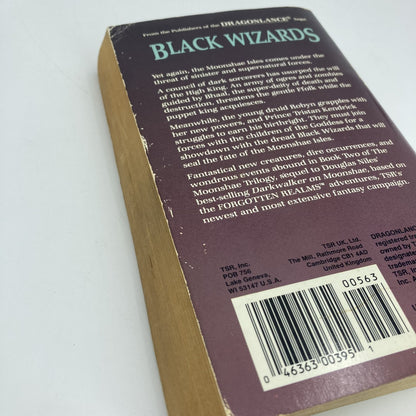 From the Publishers of the DRAGONLANCE® Saga
BLACK WIZARDS
Yet again, the Moonshae Isles comes under the
threat of sinister and supernatural forces.
A council of dark sorcerers has usurped the will
of the High King. An army of ogres and zombies
guided by Bhaal, the super-deity of death and
destruction, threatens the gentle Ffolk while the
puppet king acquiesces.
Meanwhile, the young druid Robyn grapples with
her newest powers, and Prince Tristan Kendrick
struggles to earn his birthright. They must join
forces with the children of the Goddess for a
showdown with the dread Black Wizards that will
seal the fate of the Moonshae Isles.
Fantastical new creatures, dire occurrences, and
wondrous events abound in Book Two of The
Moonshae Trilogy, sequel to Douglas Niles'
best-selling Darkwalker on Moonshae, based on
the FORGOTTEN REALMS™ adventures, TSR's
newest and most extensive fantasy campaign.
TSR, Inc.
POB 756
Lake Geneva,
WI 53147 U.S.A.
TSR UK, Ltd.
The Mill, Rathmore Road
Cambridge CB1 4AD
United Kingdom
DRAGONLANCE
registered
owned by
designate
trademar
TSR
Inc. A
00563
0 46363 00395 1